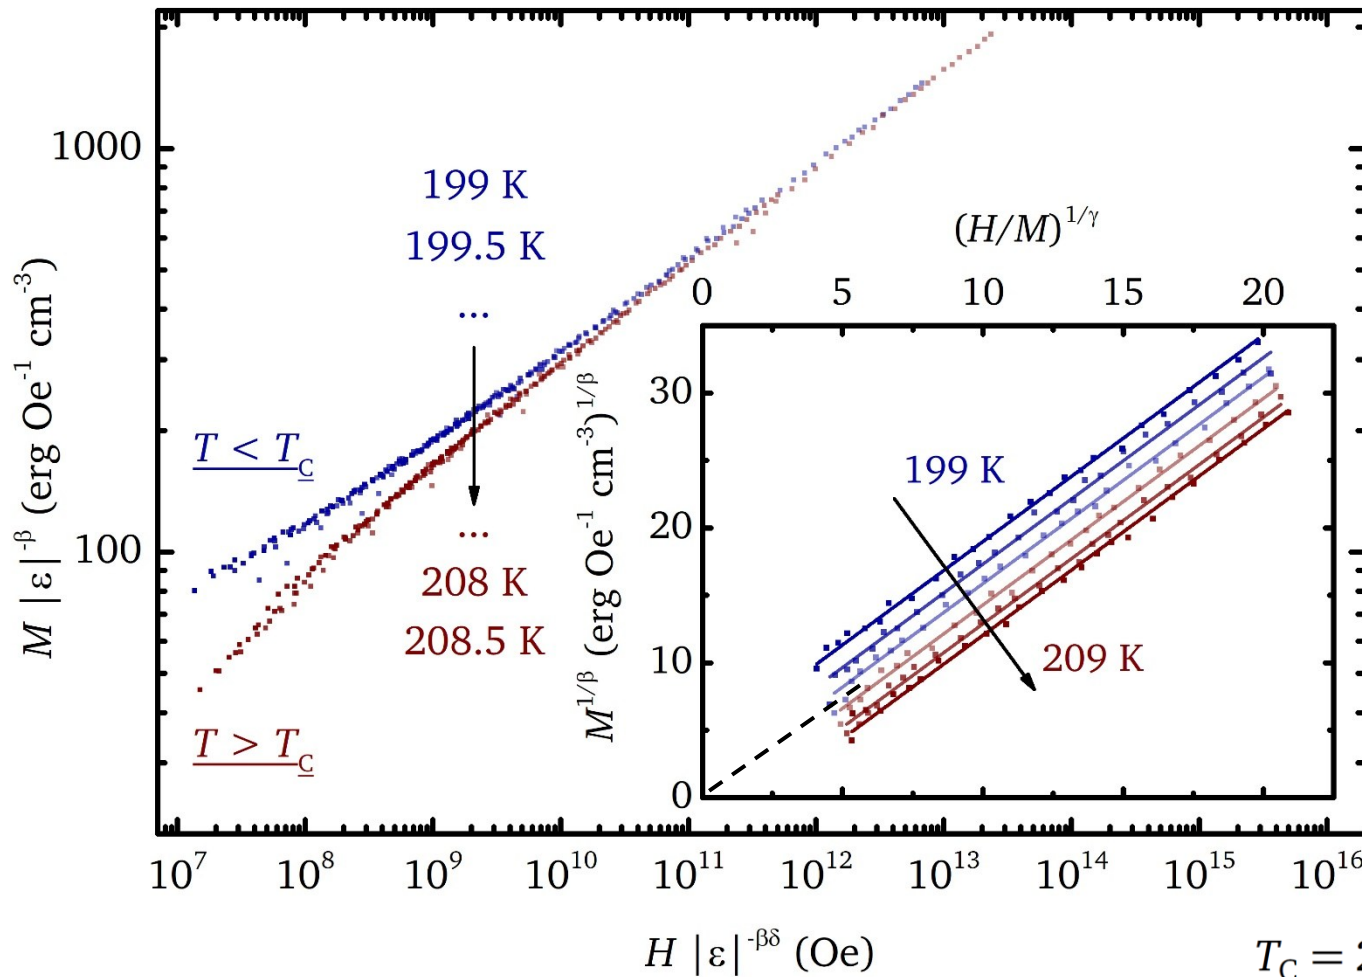 1000
100
M |ε|^-β (erg Oe^-1 cm^-3)
199 K
199.5 K
...
T < T_C
...
208 K
208.5 K
T > T_C
10^7 10^8 10^9 10^10 10^11 10^12 10^13 10^14 10^15 10^16
H |ε|^-βδ (Oe)
(H/M)^1/γ
0 5 10 15 20
30
20
10
0
M^1/β (erg Oe^-1 cm^-3)^1/β
199 K
209 K
T_C =